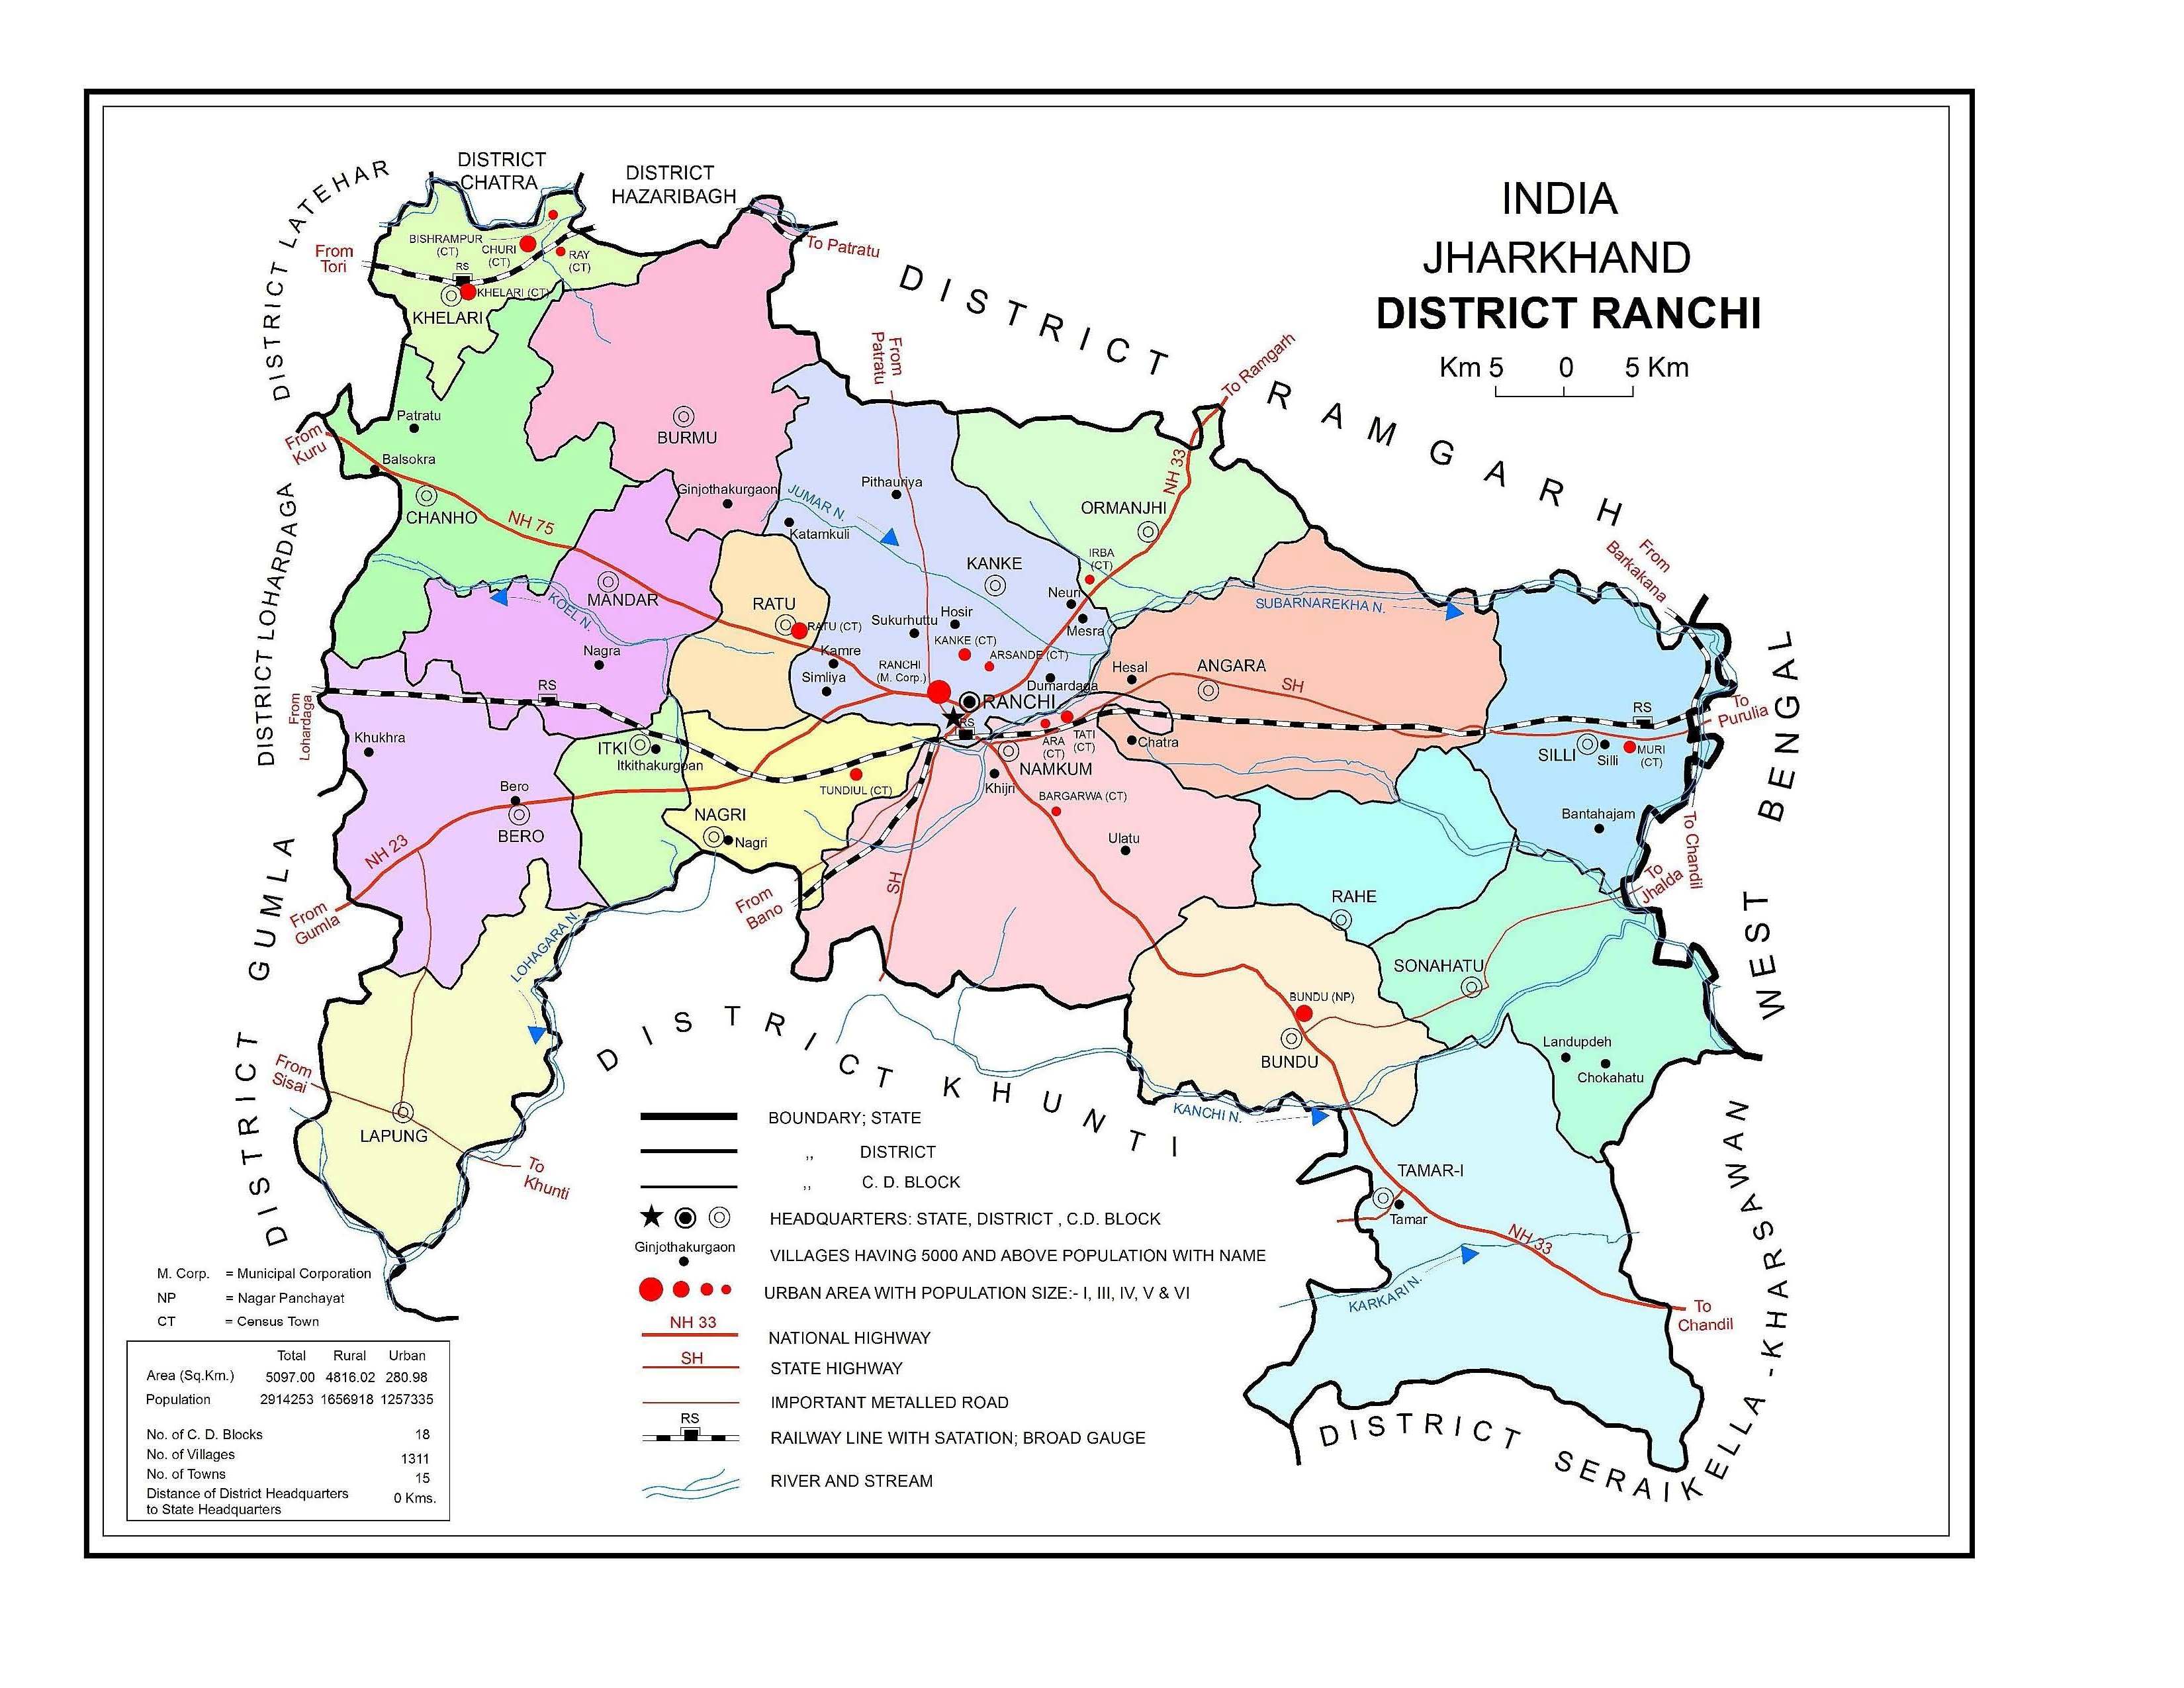 INDIA
JHARKHAND
DISTRICT RANCHI
Km 5 0 5 Km
DISTRICT LATEHAR
DISTRICT
CHATRA
DISTRICT
HAZARIBAGH
To Patratu
DISTRICT RAMGARH
From
Tori
BISHRAMPUR
(CT)
CHURI
(CT)
RAY
(CT)
RS
KHELARI (CT)
KHELARI
From
Patratu
To Ramgarh
From
Kuru
Patratu
Balsokra
CHANHO
NH 75
BURMU
Ginjothakurgaon
JUMAR N.
Katamkuli
Pithauriya
KANKE
NH 33
ORMANJHI
IRBA
(CT)
Neuri
Mesra
From
Barkakana
DISTRICT LOHARDAGA
MANDAR
KOEL N.
Nagra
RATU
RATU (CT)
Kamre
Simliya
Sukurhuttu
Hosir
KANKE (CT)
ARSANDE (CT)
RANCHI
(M. Corp.)
Dumardaga
RANCHI
RS
SUBARNAREKHA N.
Hesal
ANGARA
SH
From
Lohardaga
RS
Khukhra
ITKI
Itkithakurgoan
ARA
(CT)
TATI
(CT)
Chatra
NAMKUM
Khijri
RS
To
Purulia
SILLI
Silli
MURI
(CT)
Bantahajam
To Chandil
To
Jhalda
WEST BENGAL
Bero
BERO
NH 23
From
Gumla
TUNDIUL (CT)
NAGRI
Nagri
BARGARWA (CT)
Ulatu
SH
From
Bano
RAHE
SONAHATU
LOHAGARA N.
DISTRICT GUMLA
DISTRICT KHUNTI
BUNDU (NP)
BUNDU
Landupdeh
Chokahatu
From
Sisai
LAPUNG
To
Khunti
KANCHI N.
TAMAR-I
Tamar
NH 33
KARKARI N.
To
Chandil
DISTRICT SERAIKELLA -KHARSAWAN
BOUNDARY; STATE
,, DISTRICT
,, C. D. BLOCK
HEADQUARTERS: STATE, DISTRICT , C.D. BLOCK
Ginjothakurgaon
VILLAGES HAVING 5000 AND ABOVE POPULATION WITH NAME
URBAN AREA WITH POPULATION SIZE:- I, III, IV, V & VI
NH 33
NATIONAL HIGHWAY
SH
STATE HIGHWAY
IMPORTANT METALLED ROAD
RS
RAILWAY LINE WITH SATATION; BROAD GAUGE
RIVER AND STREAM
M. Corp. = Municipal Corporation
NP = Nagar Panchayat
CT = Census Town
Total Rural Urban
Area (Sq.Km.) 5097.00 4816.02 280.98
Population 2914253 1656918 1257335
No. of C. D. Blocks 18
No. of Villages 1311
No. of Towns 15
Distance of District Headquarters
to State Headquarters 0 Kms.